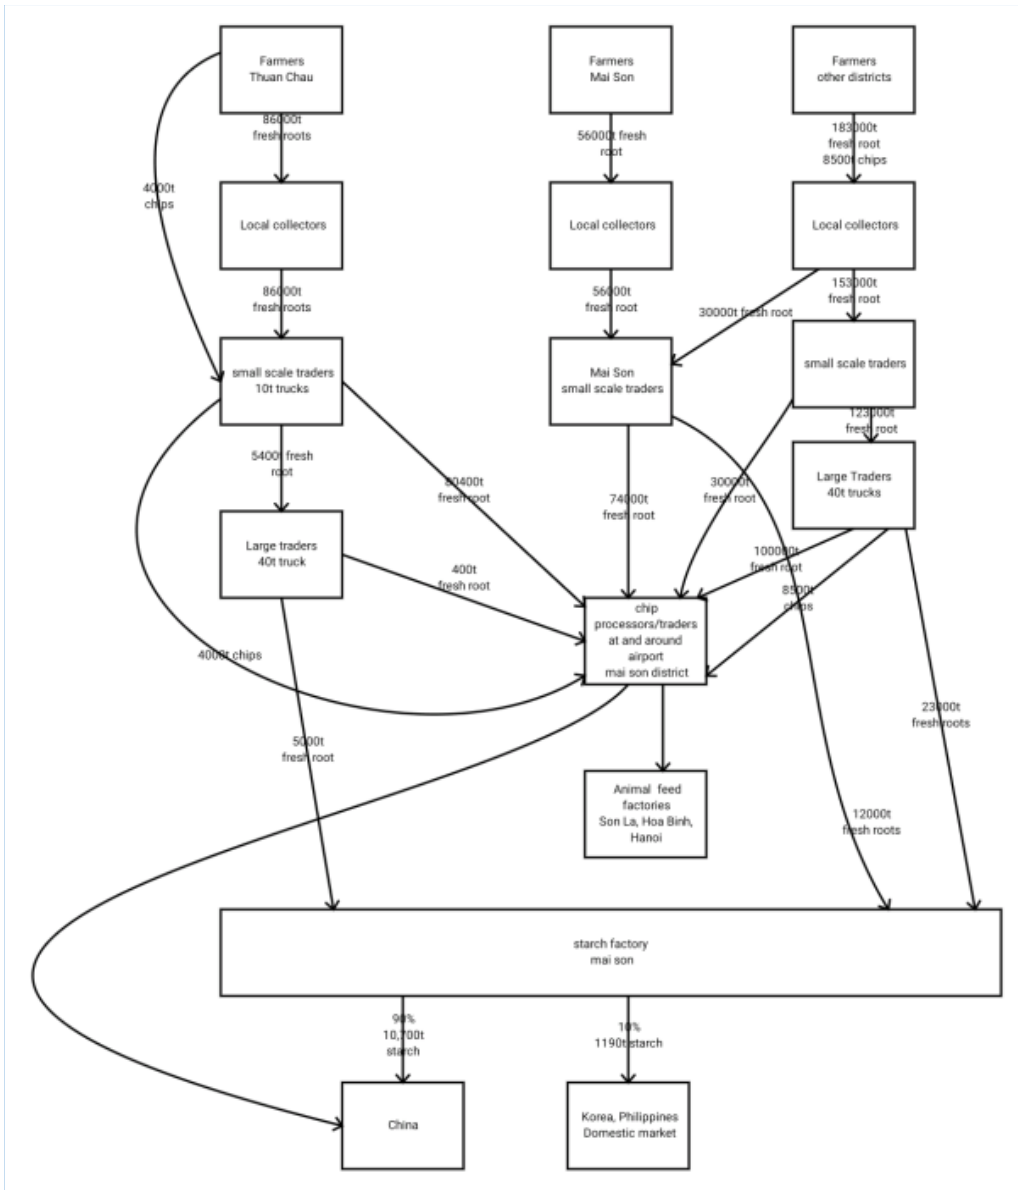 Farmers
Thuan Chau
Farmers
Mai Son
Farmers
other districts
86000t
fresh roots
56000t fresh
root
183000t
fresh root
8500t chips
4000t
chips
Local collectors
Local collectors
Local collectors
86000t
fresh roots
56000t
fresh root
30000t fresh root
153000t
fresh root
small scale traders
10t trucks
Mai Son
small scale traders
small scale traders
123000t
fresh root
5400t fresh
root
80400t
fresh root
74000t
fresh root
30000t
fresh root
Large Traders
40t trucks
Large traders
40t truck
400t
fresh root
100000t
fresh root
8500t
chips
chip
processors/traders
at and around
airport
mai son district
4000t chips
5000t
fresh root
23000t
fresh roots
Animal feed
factories
Son La, Hoa Binh,
Hanoi
12000t
fresh roots
starch factory
mai son
90%
10,700t
starch
10%
1190t starch
China
Korea, Philippines
Domestic market